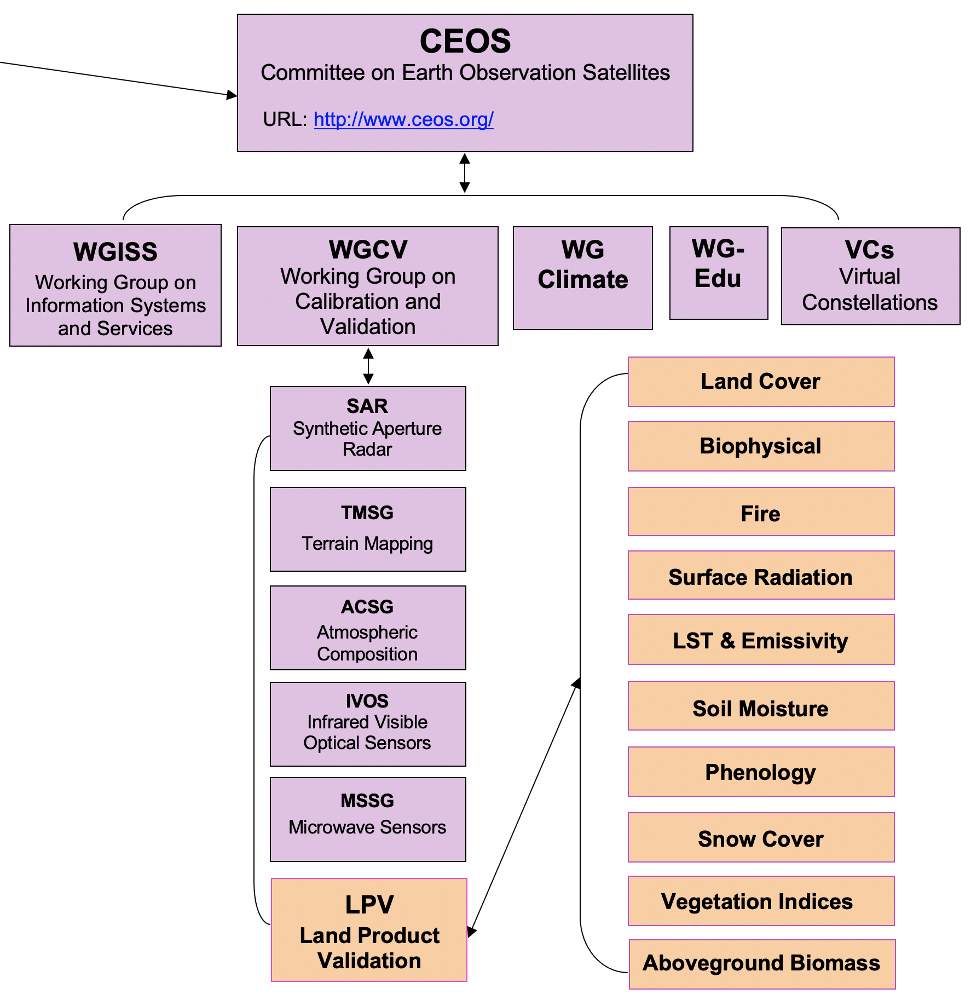 CEOS
Committee on Earth Observation Satellites
URL: http://www.ceos.org/
WGISS
Working Group on
Information Systems
and Services
WGCV
Working Group on
Calibration and
Validation
WG
Climate
WG-
Edu
VCs
Virtual
Constellations
SAR
Synthetic Aperture
Radar
TMSG
Terrain Mapping
ACSG
Atmospheric
Composition
IVOS
Infrared Visible
Optical Sensors
MSSG
Microwave Sensors
LPV
Land Product
Validation
Land Cover
Biophysical
Fire
Surface Radiation
LST & Emissivity
Soil Moisture
Phenology
Snow Cover
Vegetation Indices
Aboveground Biomass